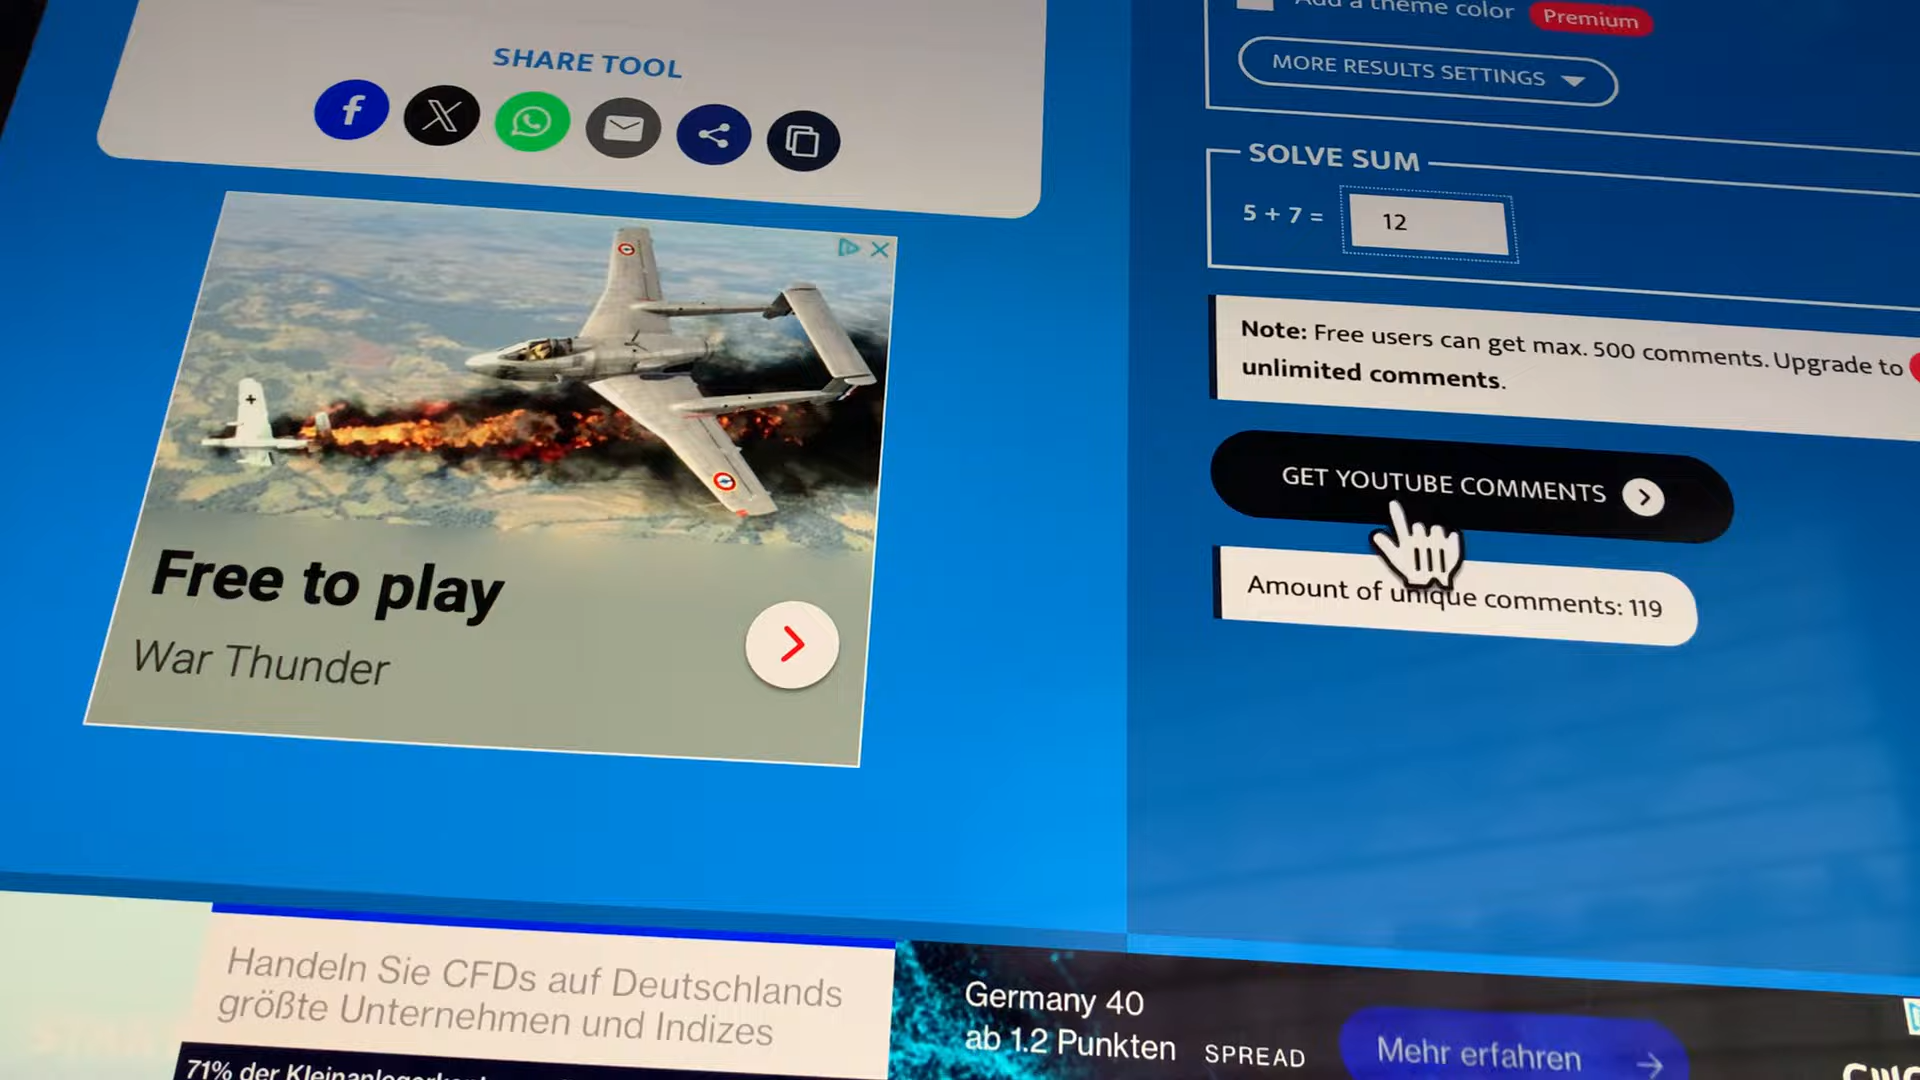 SHARE TOOL
Free to play
War Thunder
Add a theme color Premium
MORE RESULTS SETTINGS
SOLVE SUM
5 + 7 = 12
Note: Free users can get max. 500 comments. Upgrade to
unlimited comments.
GET YOUTUBE COMMENTS
Amount of unique comments: 119
Handeln Sie CFDs auf Deutschlands
größte Unternehmen und Indizes
71% der
Germany 40
ab 1.2 Punkten SPREAD
Mehr erfahren